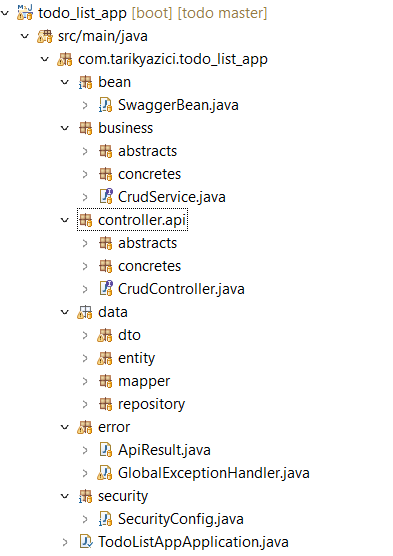 todo_list_app [boot] [todo master]
src/main/java
com.tarikyazici.todo_list_app
bean
SwaggerBean.java
business
abstracts
concretes
CrudService.java
controller.api
abstracts
concretes
CrudController.java
data
dto
entity
mapper
repository
error
ApiResult.java
GlobalExceptionHandler.java
security
SecurityConfig.java
TodoListAppApplication.java